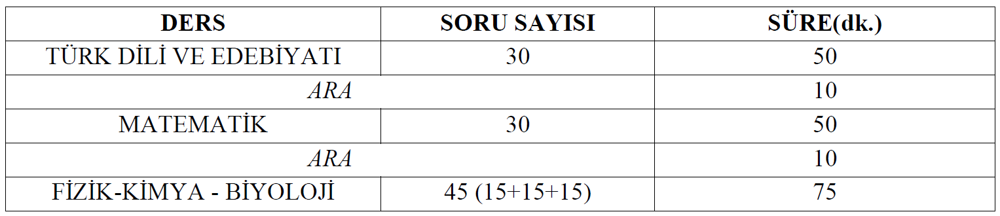 DERS SORU SAYISI SÜRE(dk.)
TÜRK DİLİ VE EDEBİYATI 30 50
ARA 10
MATEMATİK 30 50
ARA 10
FİZİK-KİMYA - BİYOLOJİ 45 (15+15+15) 75